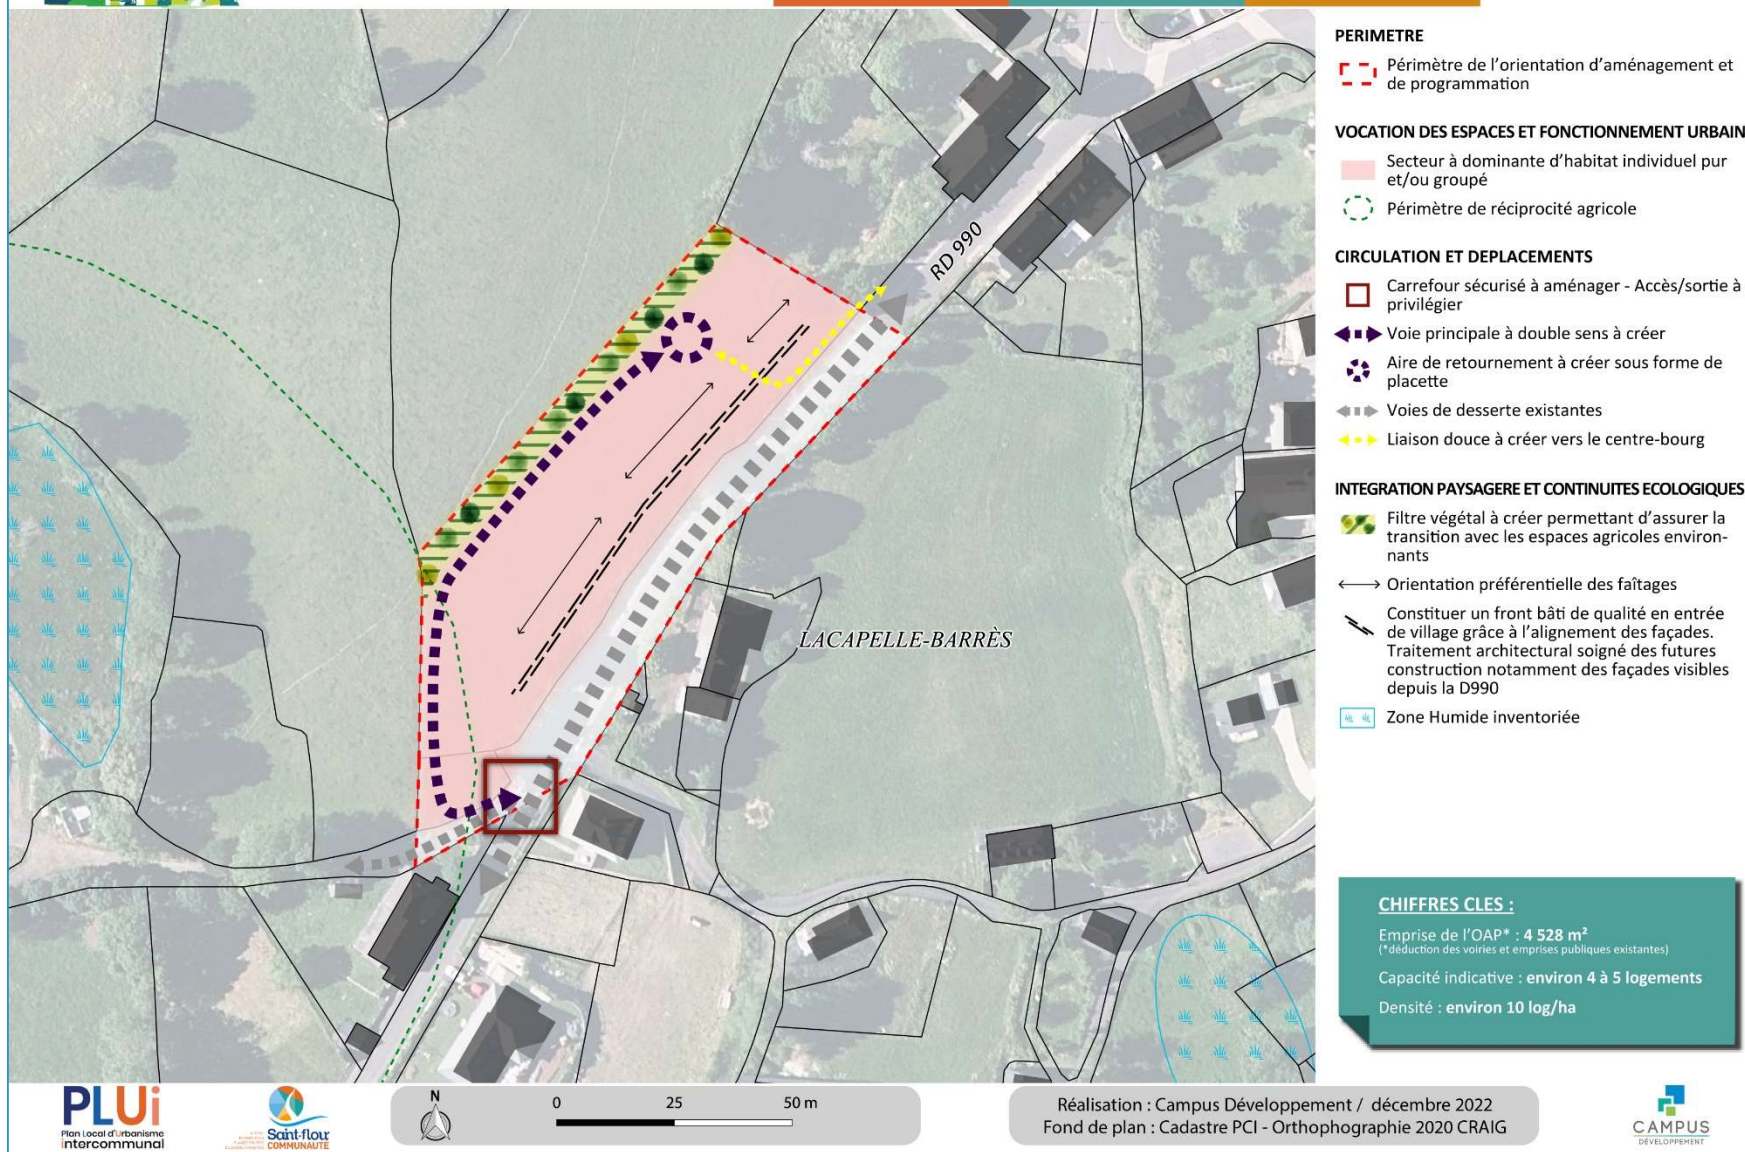 PERIMETRE
Périmètre de l'orientation d'aménagement et
de programmation
VOCATION DES ESPACES ET FONCTIONNEMENT URBAIN
Secteur à dominante d'habitat individuel pur
et/ou groupé
Périmètre de réciprocité agricole
CIRCULATION ET DEPLACEMENTS
Carrefour sécurisé à aménager - Accès/sortie à
privilégier
Voie principale à double sens à créer
Aire de retournement à créer sous forme de
placette
Voies de desserte existantes
Liaison douce à créer vers le centre-bourg
INTEGRATION PAYSAGERE ET CONTINUITES ECOLOGIQUES
Filtre végétal à créer permettant d'assurer la
transition avec les espaces agricoles environ-
nants
Orientation préférentielle des faîtages
Constituer un front bâti de qualité en entrée
de village grâce à l'alignement des façades.
Traitement architectural soigné des futures
construction notamment des façades visibles
depuis la D990
Zone Humide inventoriée
RD 990
LACAPELLE-BARRÈS
CHIFFRES CLES :
Emprise de l'OAP* : 4 528 m²
(*déduction des voiries et emprises publiques existantes)
Capacité indicative : environ 4 à 5 logements
Densité : environ 10 log/ha
PLUi
Plan Local d'Urbanisme
intercommunal
Saint-flour
COMMUNAUTÉ
N
0 25 50 m
Réalisation : Campus Développement / décembre 2022
Fond de plan : Cadastre PCI - Orthophographie 2020 CRAIG
CAMPUS
DÉVELOPPEMENT